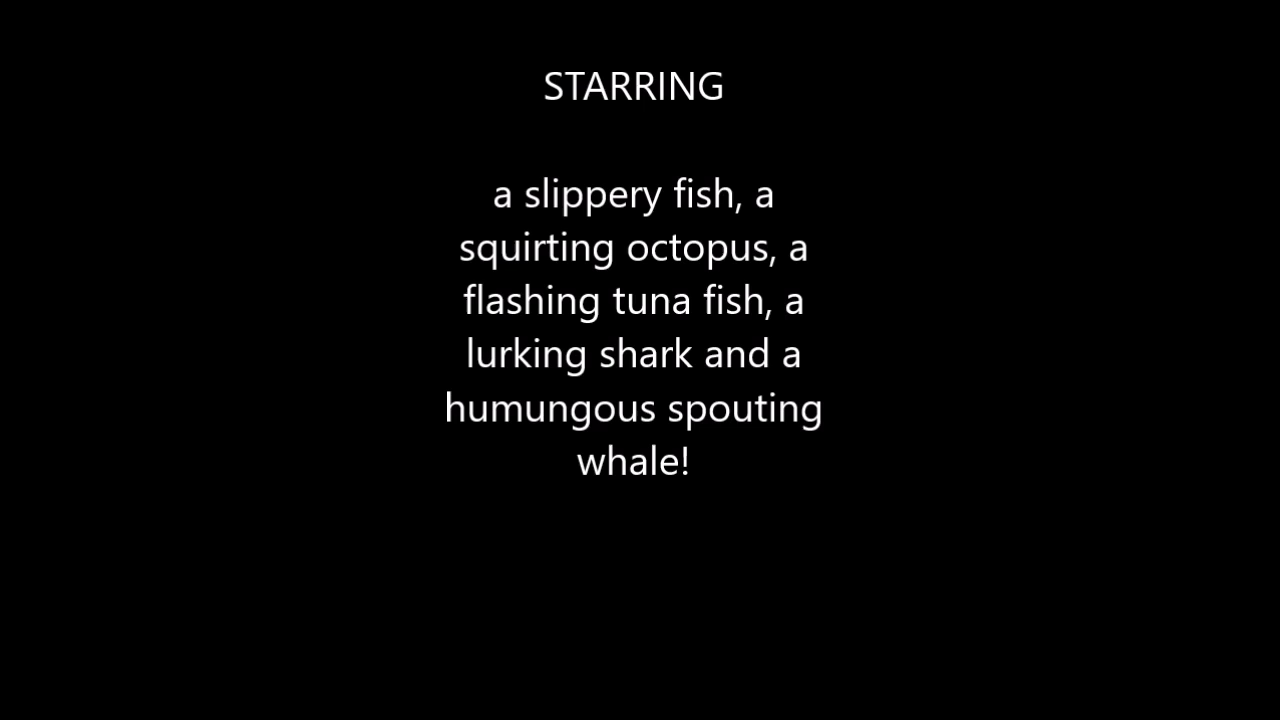 STARRING
a slippery fish, a
squirting octopus, a
flashing tuna fish, a
lurking shark and a
humungous spouting
whale!